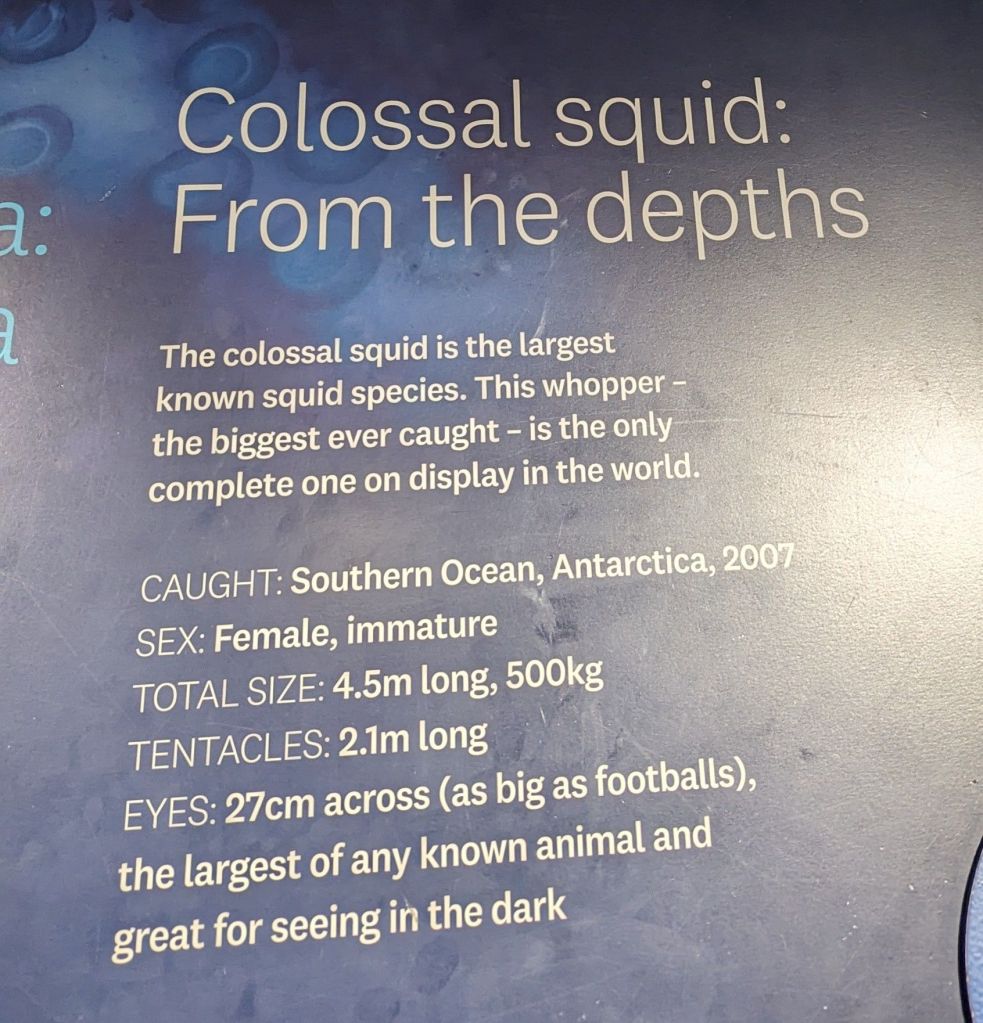 Colossal squid:
From the depths
a:
a
The colossal squid is the largest
known squid species. This whopper –
the biggest ever caught – is the only
complete one on display in the world.
CAUGHT: Southern Ocean, Antarctica, 2007
SEX: Female, immature
TOTAL SIZE: 4.5m long, 500kg
TENTACLES: 2.1m long
EYES: 27cm across (as big as footballs),
the largest of any known animal and
great for seeing in the dark